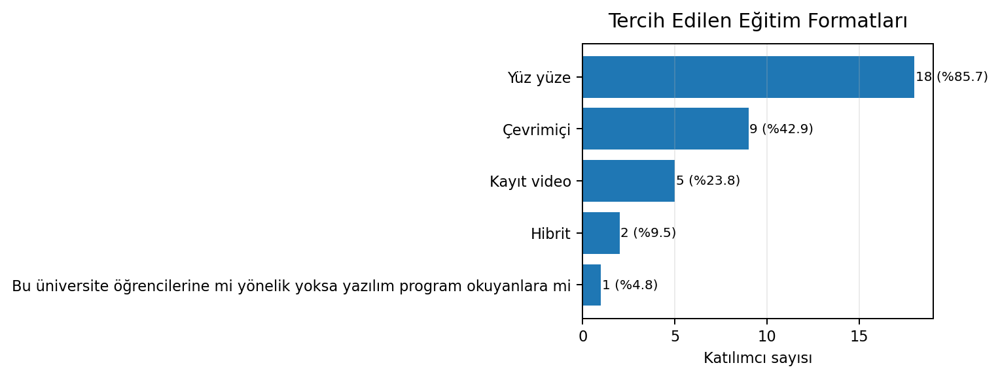 Tercih Edilen Eğitim Formatları
Yüz yüze
18 (%85.7)
Çevrimiçi
9 (%42.9)
Kayıt video
5 (%23.8)
Hibrit
2 (%9.5)
Bu üniversite öğrencilerine mi yönelik yoksa yazılım program okuyanlara mi
1 (%4.8)
0 5 10 15
Katılımcı sayısı